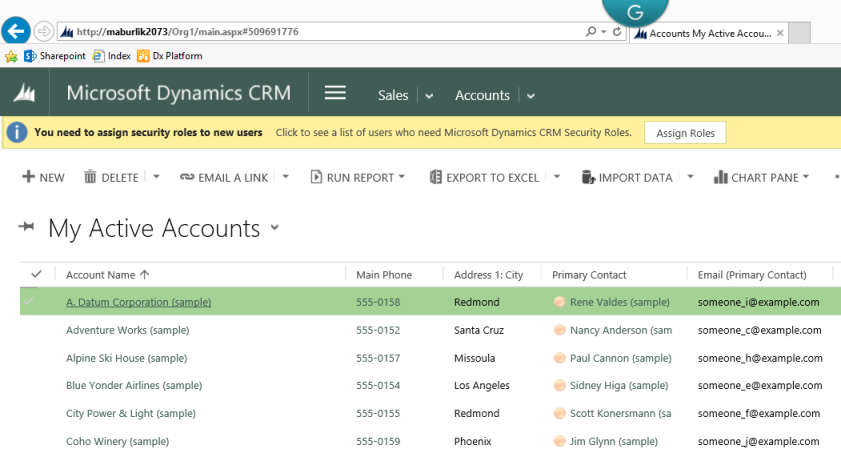 G
http://maburlik2073/Org1/main.aspx#509691776
Accounts My Active Accou...
Sharepoint Index Dx Platform
Microsoft Dynamics CRM Sales Accounts
You need to assign security roles to new users Click to see a list of users who need Microsoft Dynamics CRM Security Roles. Assign Roles
NEW DELETE EMAIL A LINK RUN REPORT EXPORT TO EXCEL IMPORT DATA CHART PANE
My Active Accounts
Account Name Main Phone Address 1: City Primary Contact Email (Primary Contact)
A. Datum Corporation (sample) 555-0158 Redmond Rene Valdes (sample) someone_i@example.com
Adventure Works (sample) 555-0152 Santa Cruz Nancy Anderson (sam someone_c@example.com
Alpine Ski House (sample) 555-0157 Missoula Paul Cannon (sample) someone_h@example.com
Blue Yonder Airlines (sample) 555-0154 Los Angeles Sidney Higa (sample) someone_e@example.com
City Power & Light (sample) 555-0155 Redmond Scott Konersmann (sa someone_f@example.com
Coho Winery (sample) 555-0159 Phoenix Jim Glynn (sample) someone_j@example.com